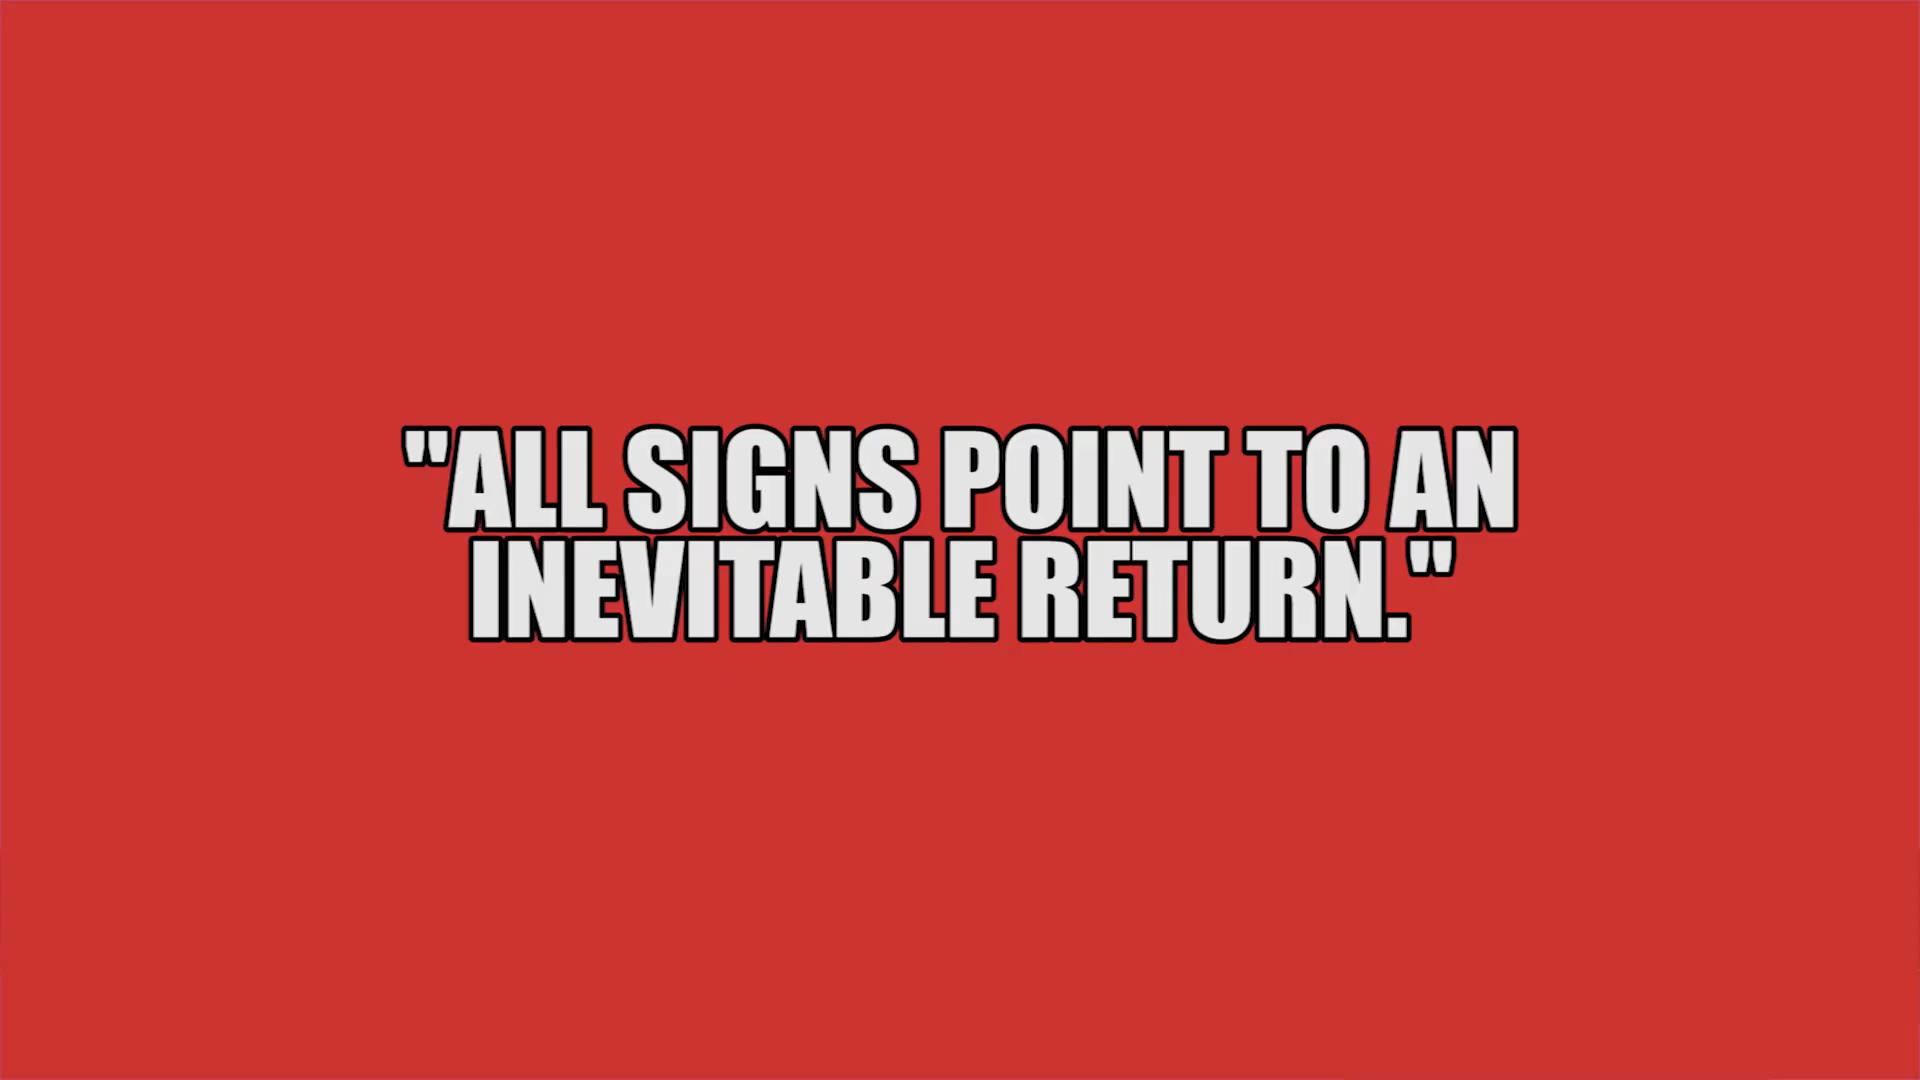 "ALL SIGNS POINT TO AN
INEVITABLE RETURN."